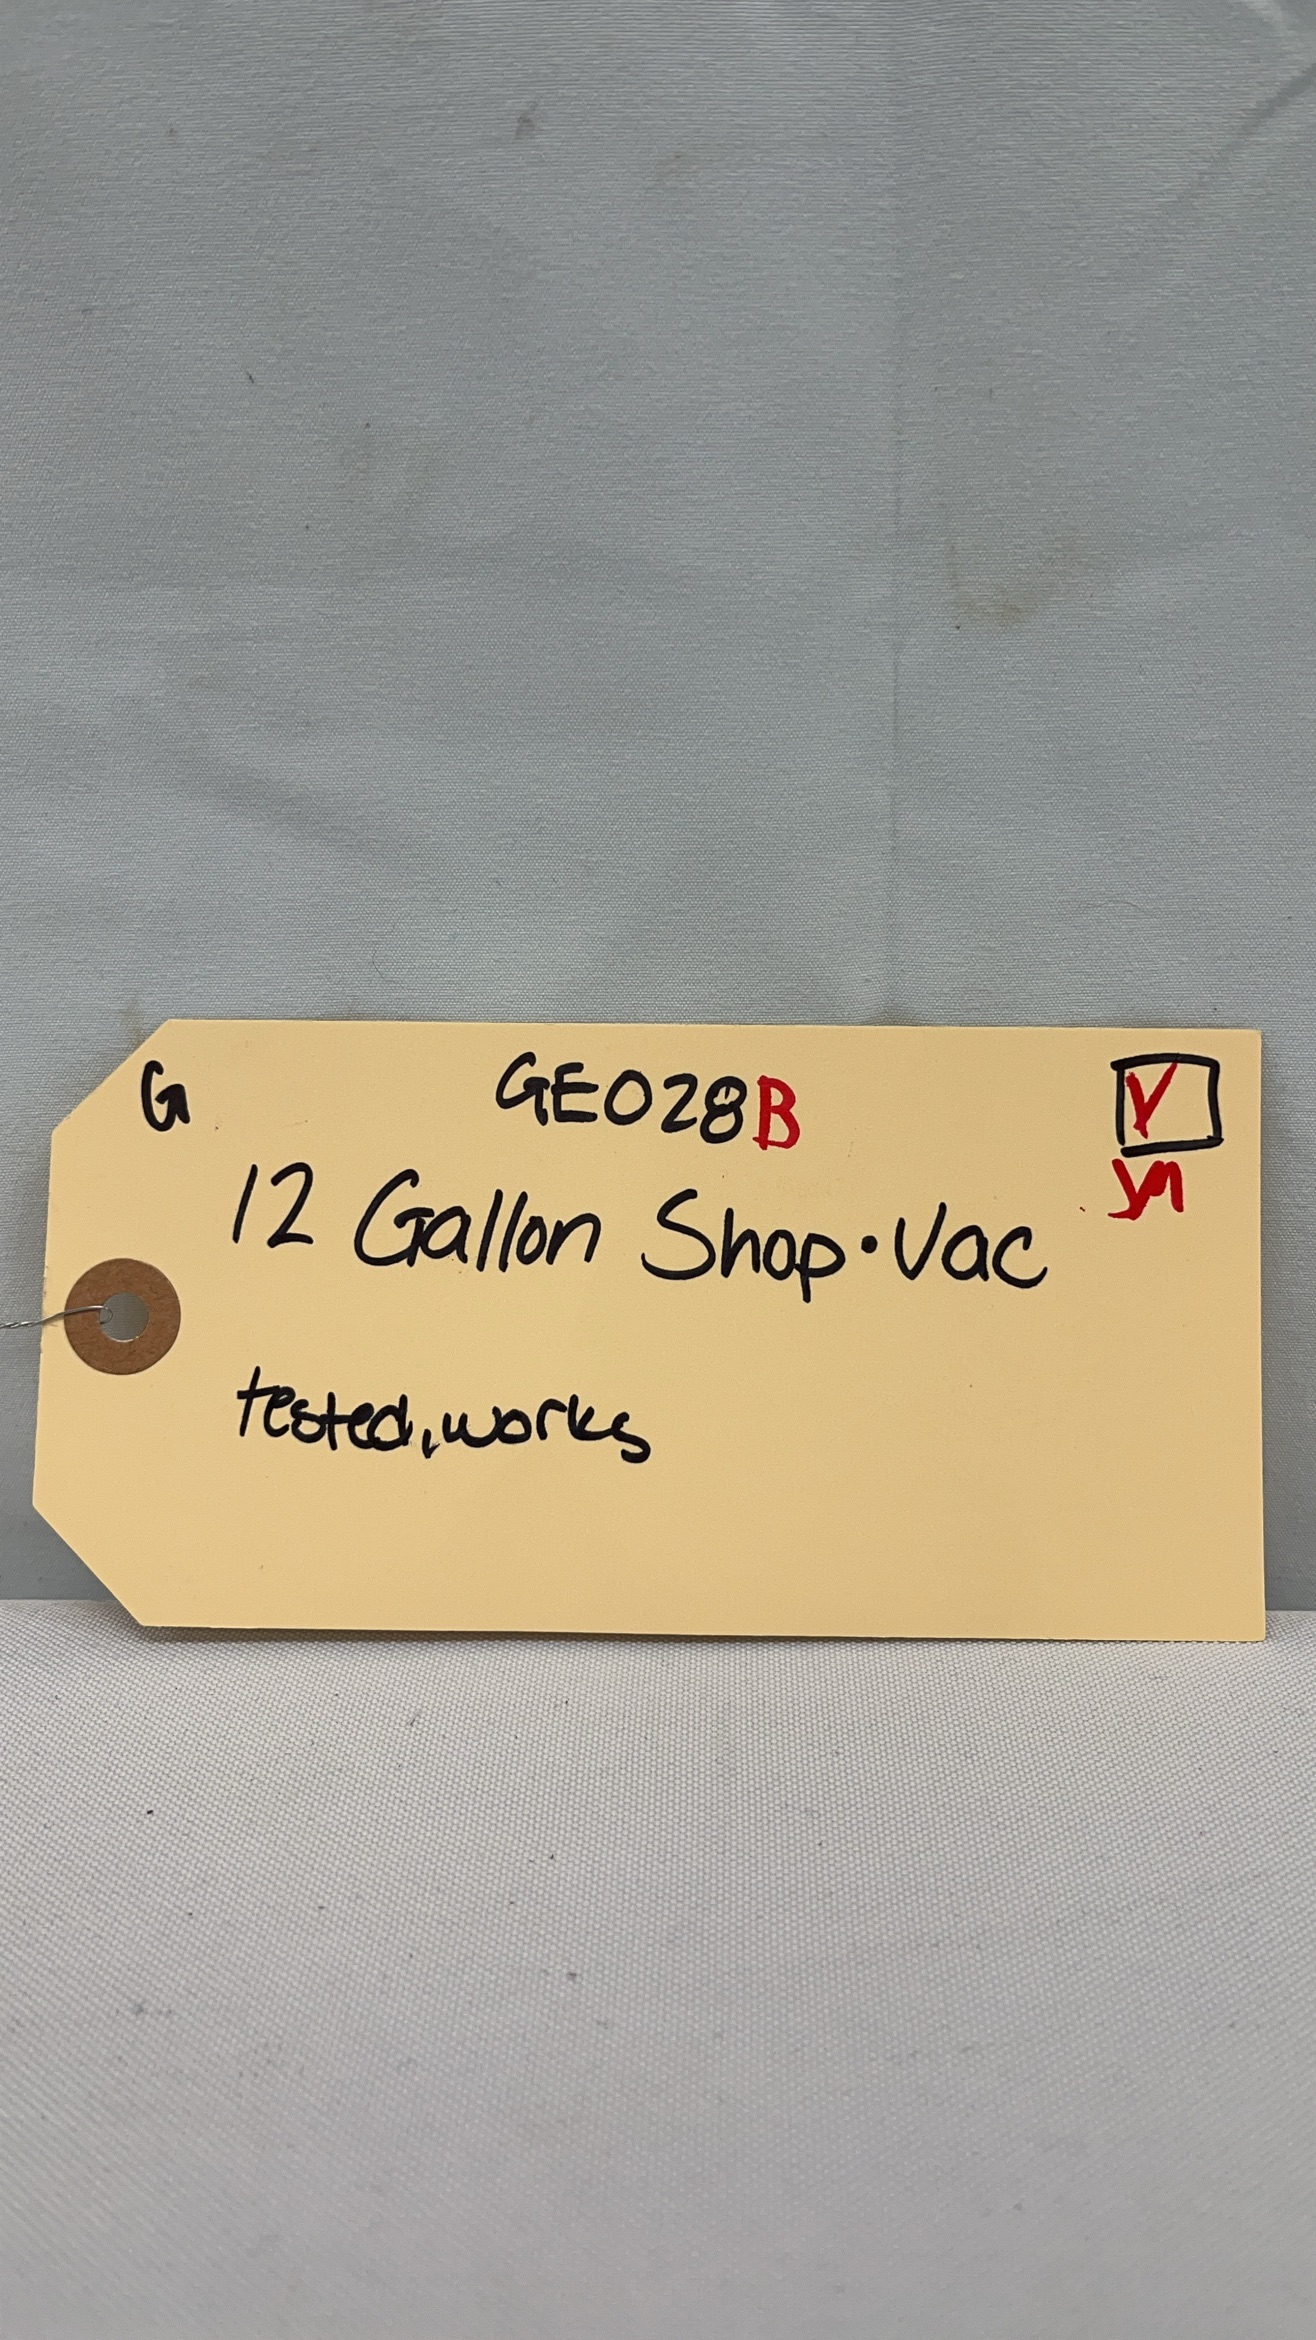 G
GE028B
12 Gallon Shop·Vac
tested, works